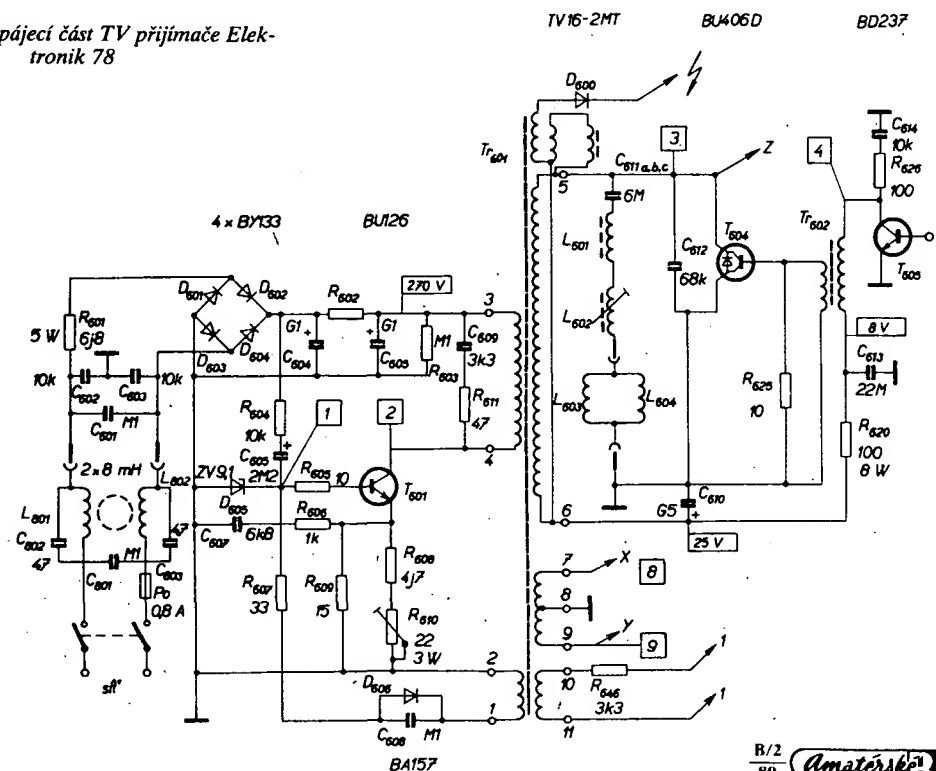 pájecí část TV přijímače Elek-
tronik 78
TV16-2MT
BU406D
BD237
D600
Tr601
5
C611 a,b,c
6M
3
Z
4
C614
10k
R626
100
T605
L601
L602
C612
68k
T604
Tr602
8 V
C613
22M
R625
10
R620
100
8 W
L603
L604
C610
G5 +
25 V
6
4 x BY133
BU126
D601
D602
D603
D604
R601
6j8
5 W
10k
10k
C602
C603
C601
M1
R602
270 V
G1 +
C604
G1 +
C605
M1
R603
3
C609
3k3
R611
47
4
R604
10k
C605
2M2
1
2
ZV9,1
D605
R605
10
T601
C607
6k8
R606
1k
R607
33
R609
15
R608
4j7
R610
22
3 W
2 x 8 mH
L801
L802
C802
47
47
C803
M1
C801
Po
0,8 A
síť
D606
C608
M1
BA157
2
1
7
X
8
8
9
Y
9
10
R646
3k3
1
11
1
B/2
80
Amatérské